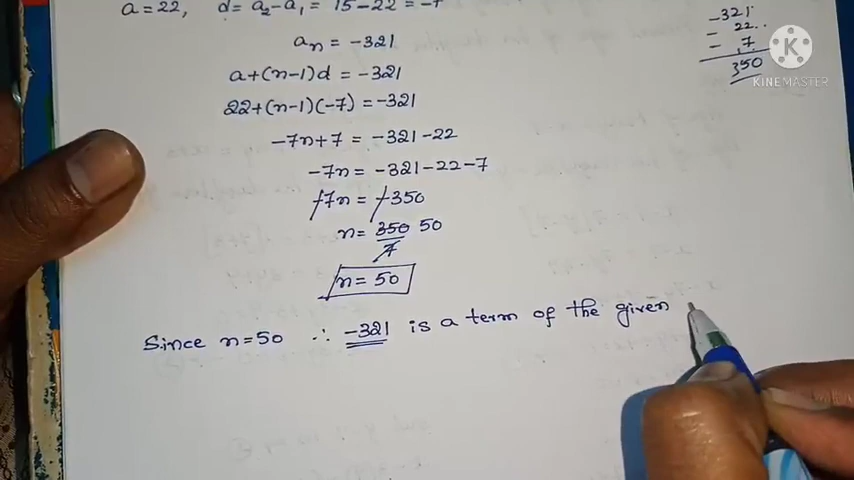 a=22, d= a₂-a₁ = 15-22 = -7
aₙ = -321
a+(n-1)d = -321
22+(n-1)(-7) = -321
-7n+7 = -321-22
-7n = -321-22-7
-7n = -350
n= 350 50
7
n= 50
Since n=50 ∴ -321 is a term of the given
-321
- 22
- 7
350
KINEMASTER